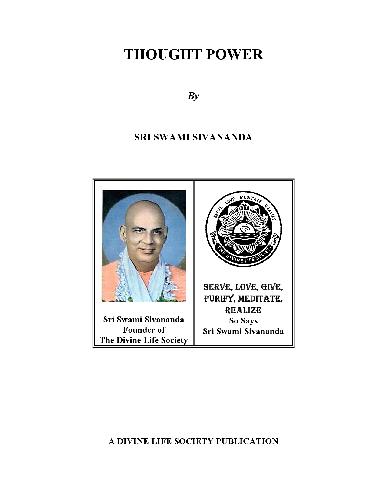 THOUGHT POWER
By
SRI SWAMI SIVANANDA
Sri Swami Sivananda
Founder of
The Divine Life Society
SERVE, LOVE, GIVE,
PURIFY, MEDITATE,
REALIZE
So Says
Sri Swami Sivananda
A DIVINE LIFE SOCIETY PUBLICATION